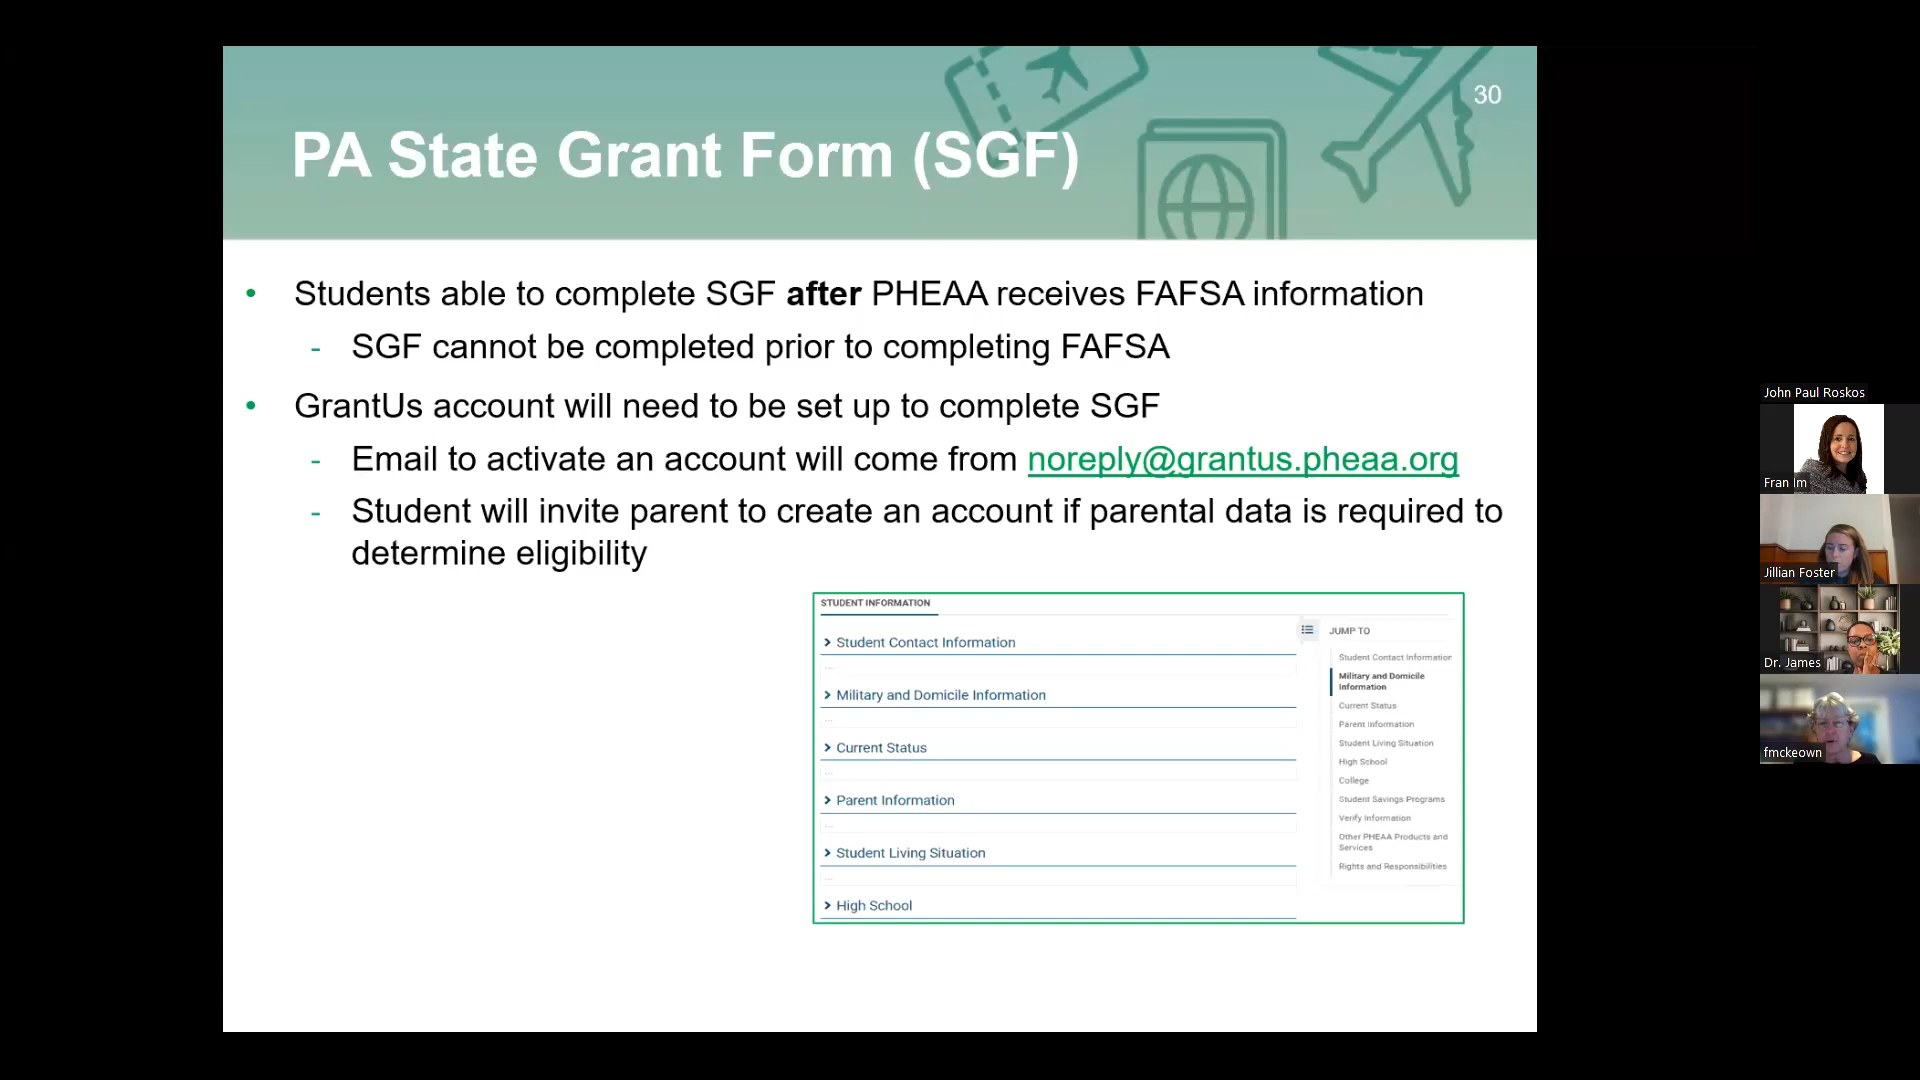 30
PA State Grant Form (SGF)
• Students able to complete SGF after PHEAA receives FAFSA information
- SGF cannot be completed prior to completing FAFSA
• GrantUs account will need to be set up to complete SGF
- Email to activate an account will come from noreply@grantus.pheaa.org
- Student will invite parent to create an account if parental data is required to
determine eligibility
STUDENT INFORMATION
Student Contact Information
...
Military and Domicile Information
...
Current Status
...
Parent Information
...
Student Living Situation
...
High School
JUMP TO
Student Contact Information
Military and Domicile
Information
Current Status
Parent Information
Student Living Situation
High School
College
Student Savings Programs
Verify Information
Other PHEAA Products and
Services
Rights and Responsibilities
John Paul Roskos
Fran Im
Jillian Foster
Dr. James
fmckeown